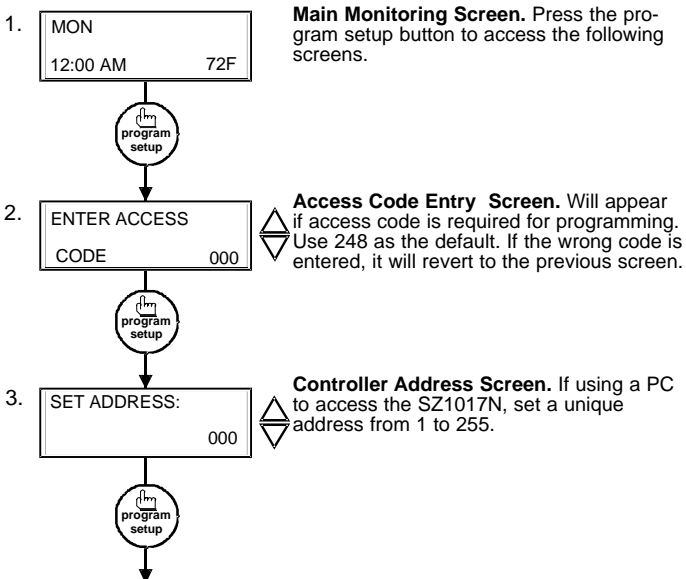 1.
MON
12:00 AM 72F
Main Monitoring Screen. Press the pro-
gram setup button to access the following
screens.
program
setup
2.
ENTER ACCESS
CODE 000
Access Code Entry Screen. Will appear
if access code is required for programming.
Use 248 as the default. If the wrong code is
entered, it will revert to the previous screen.
program
setup
3.
SET ADDRESS:
000
Controller Address Screen. If using a PC
to access the SZ1017N, set a unique
address from 1 to 255.
program
setup